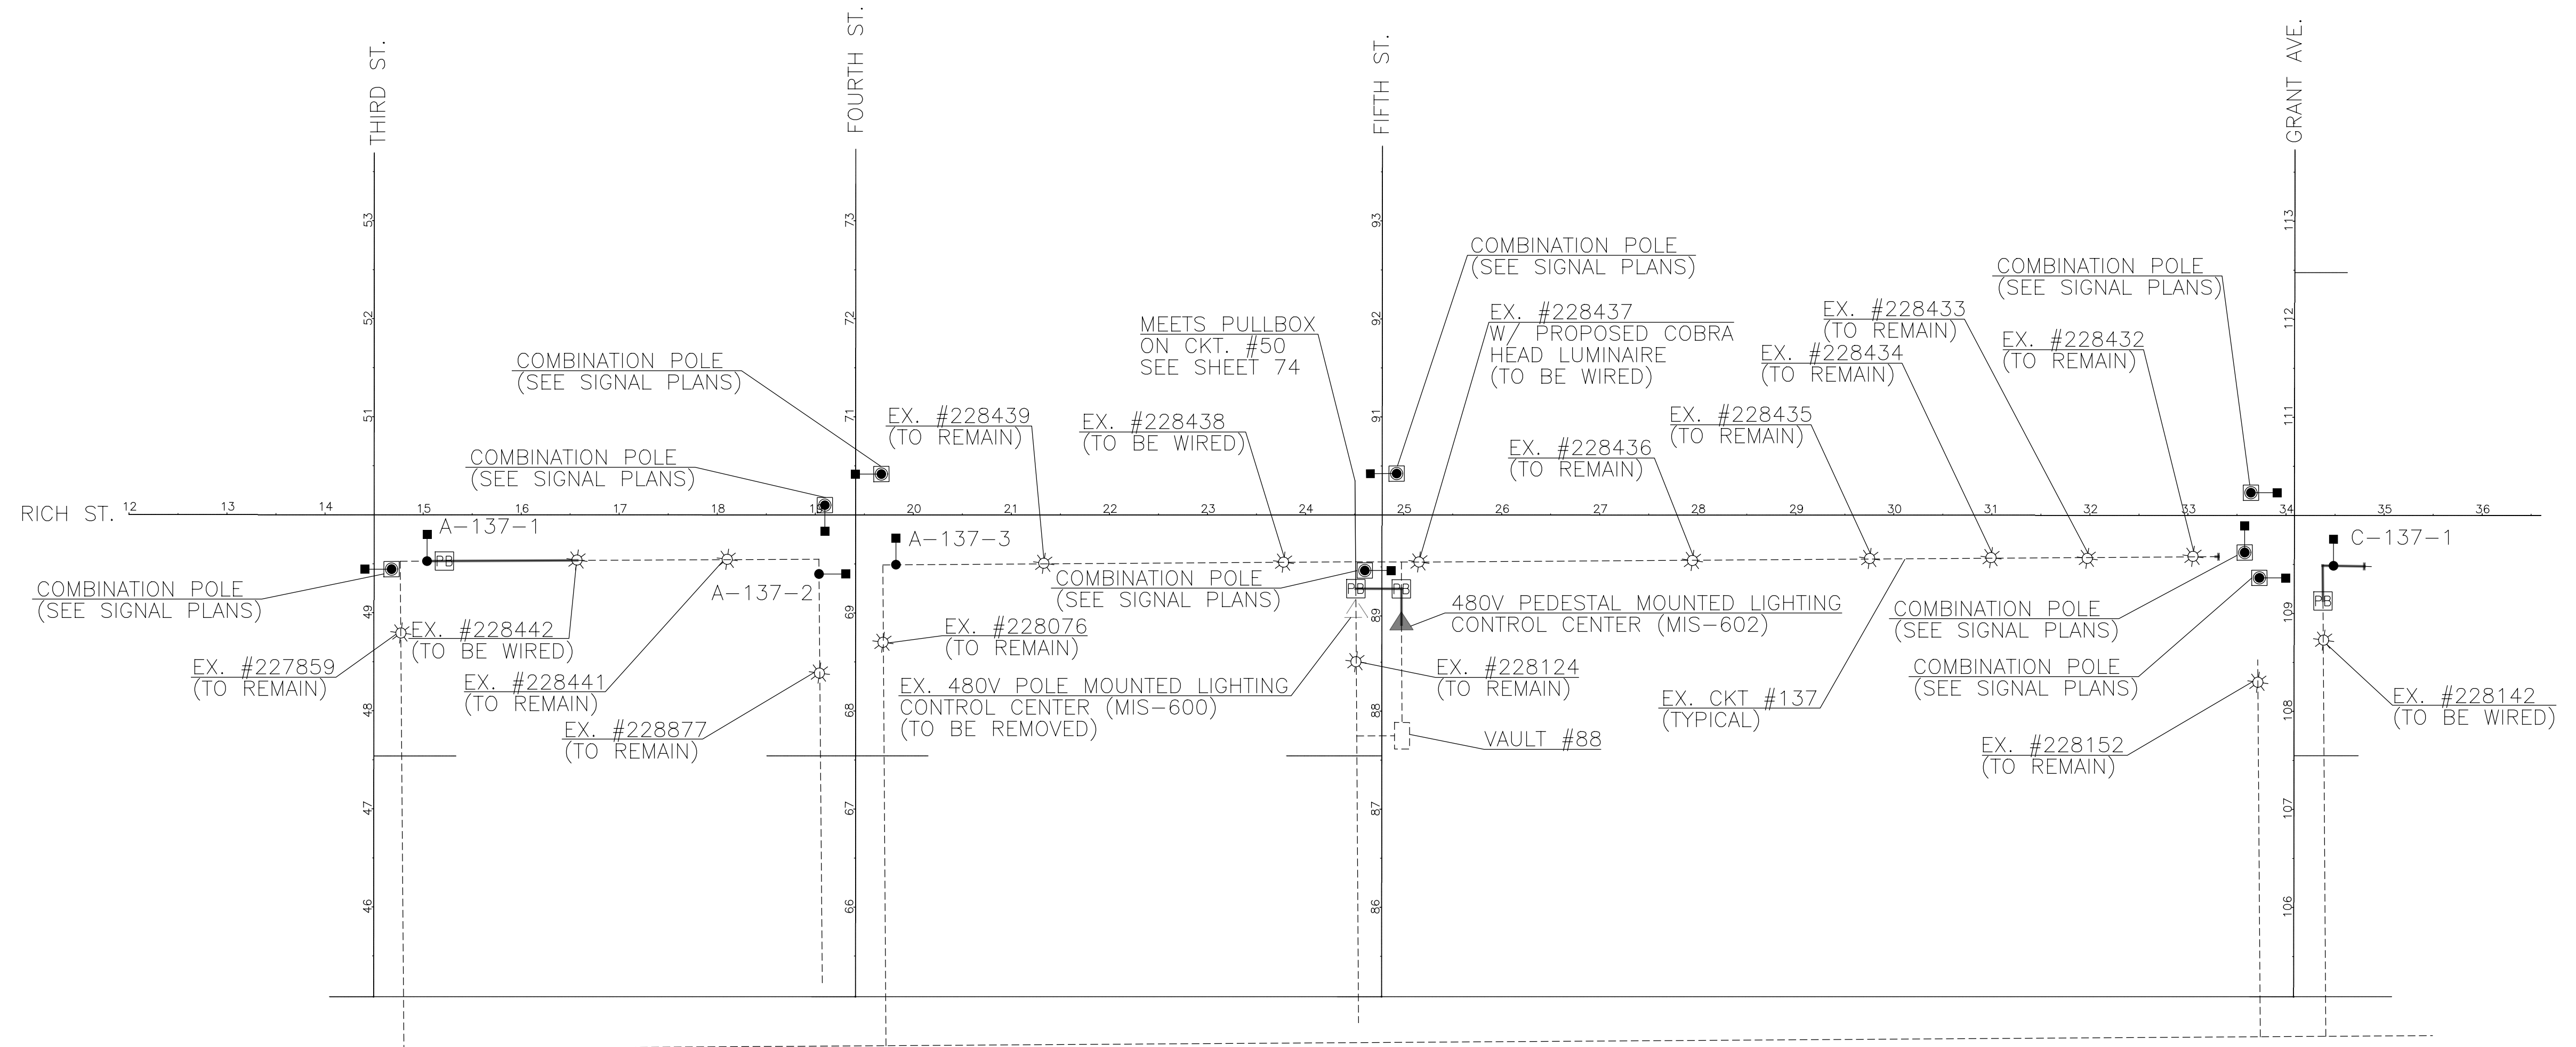 THIRD ST.
FOURTH ST.
FIFTH ST.
GRANT AVE.
53
73
93
113
COMBINATION POLE
(SEE SIGNAL PLANS)
COMBINATION POLE
(SEE SIGNAL PLANS)
52
72
92
112
MEETS PULLBOX
ON CKT. #50
SEE SHEET 74
EX. #228437
W/ PROPOSED COBRA
HEAD LUMINAIRE
(TO BE WIRED)
EX. #228433
(TO REMAIN)
EX. #228434
(TO REMAIN)
EX. #228432
(TO REMAIN)
COMBINATION POLE
(SEE SIGNAL PLANS)
51
71
91
111
EX. #228439
(TO REMAIN)
EX. #228438
(TO BE WIRED)
EX. #228435
(TO REMAIN)
EX. #228436
(TO REMAIN)
COMBINATION POLE
(SEE SIGNAL PLANS)
RICH ST.
12
13
14
15
16
17
18
20
21
22
23
24
25
26
27
28
29
30
31
32
33
34
35
36
A-137-1
A-137-3
C-137-1
PB
PB
PB
PB
COMBINATION POLE
(SEE SIGNAL PLANS)
A-137-2
COMBINATION POLE
(SEE SIGNAL PLANS)
480V PEDESTAL MOUNTED LIGHTING
CONTROL CENTER (MIS-602)
COMBINATION POLE
(SEE SIGNAL PLANS)
49
69
89
109
EX. #228442
(TO BE WIRED)
EX. #228076
(TO REMAIN)
EX. #227859
(TO REMAIN)
EX. #228441
(TO REMAIN)
EX. 480V POLE MOUNTED LIGHTING
CONTROL CENTER (MIS-600)
(TO BE REMOVED)
EX. #228124
(TO REMAIN)
EX. CKT #137
(TYPICAL)
COMBINATION POLE
(SEE SIGNAL PLANS)
EX. #228142
(TO BE WIRED)
48
68
88
108
EX. #228877
(TO REMAIN)
VAULT #88
EX. #228152
(TO REMAIN)
47
67
87
107
46
66
86
106